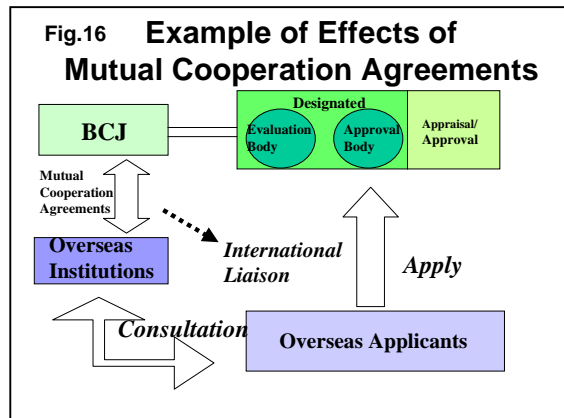 Fig.16
Example of Effects of
Mutual Cooperation Agreements
BCJ
Designated
Evaluation
Body
Approval
Body
Appraisal/
Approval
Mutual
Cooperation
Agreements
Overseas
Institutions
International
Liaison
Apply
Consultation
Overseas Applicants